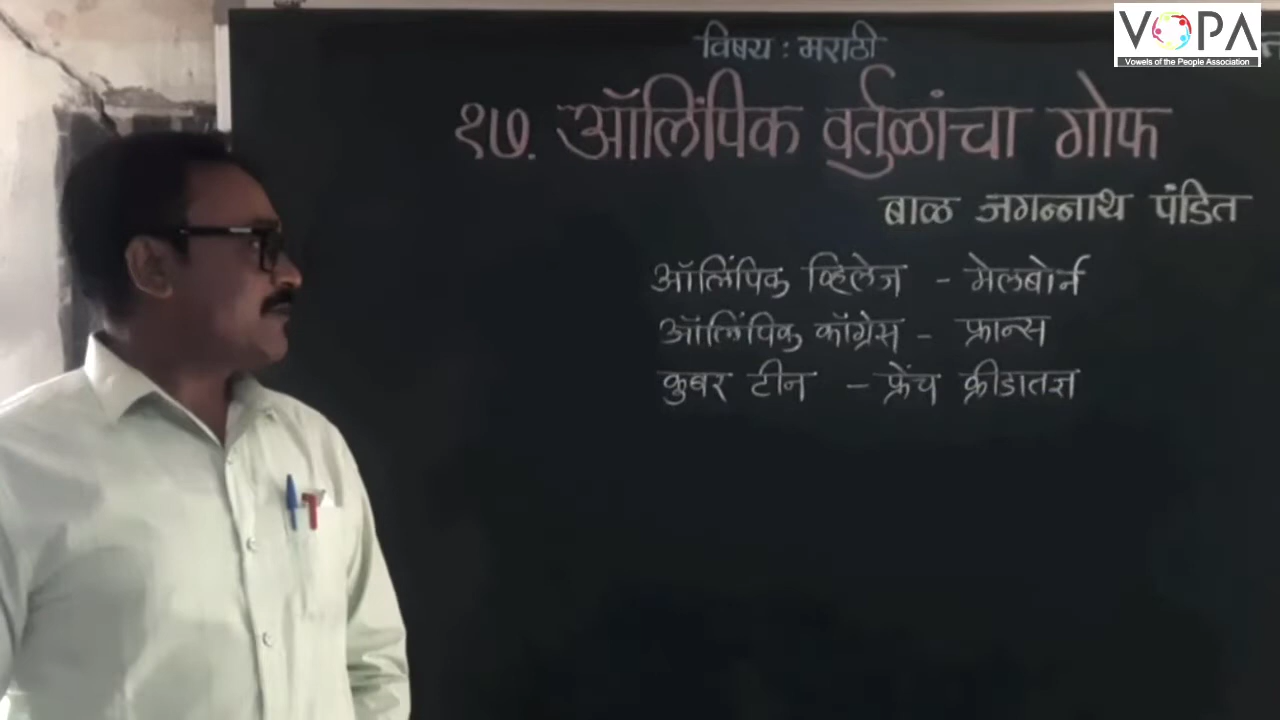 VOPA
Vowels of the People Association
विषय : मराठी
१७. ऑलिंपिक वर्तुळांचा गोफ
बाळ जगन्नाथ पंडित
ऑलिंपिक व्हिलेज - मेलबोर्न
ऑलिंपिक काँग्रेस - फ्रान्स
कुबर टीन - फ्रेंच क्रीडातज्ञ